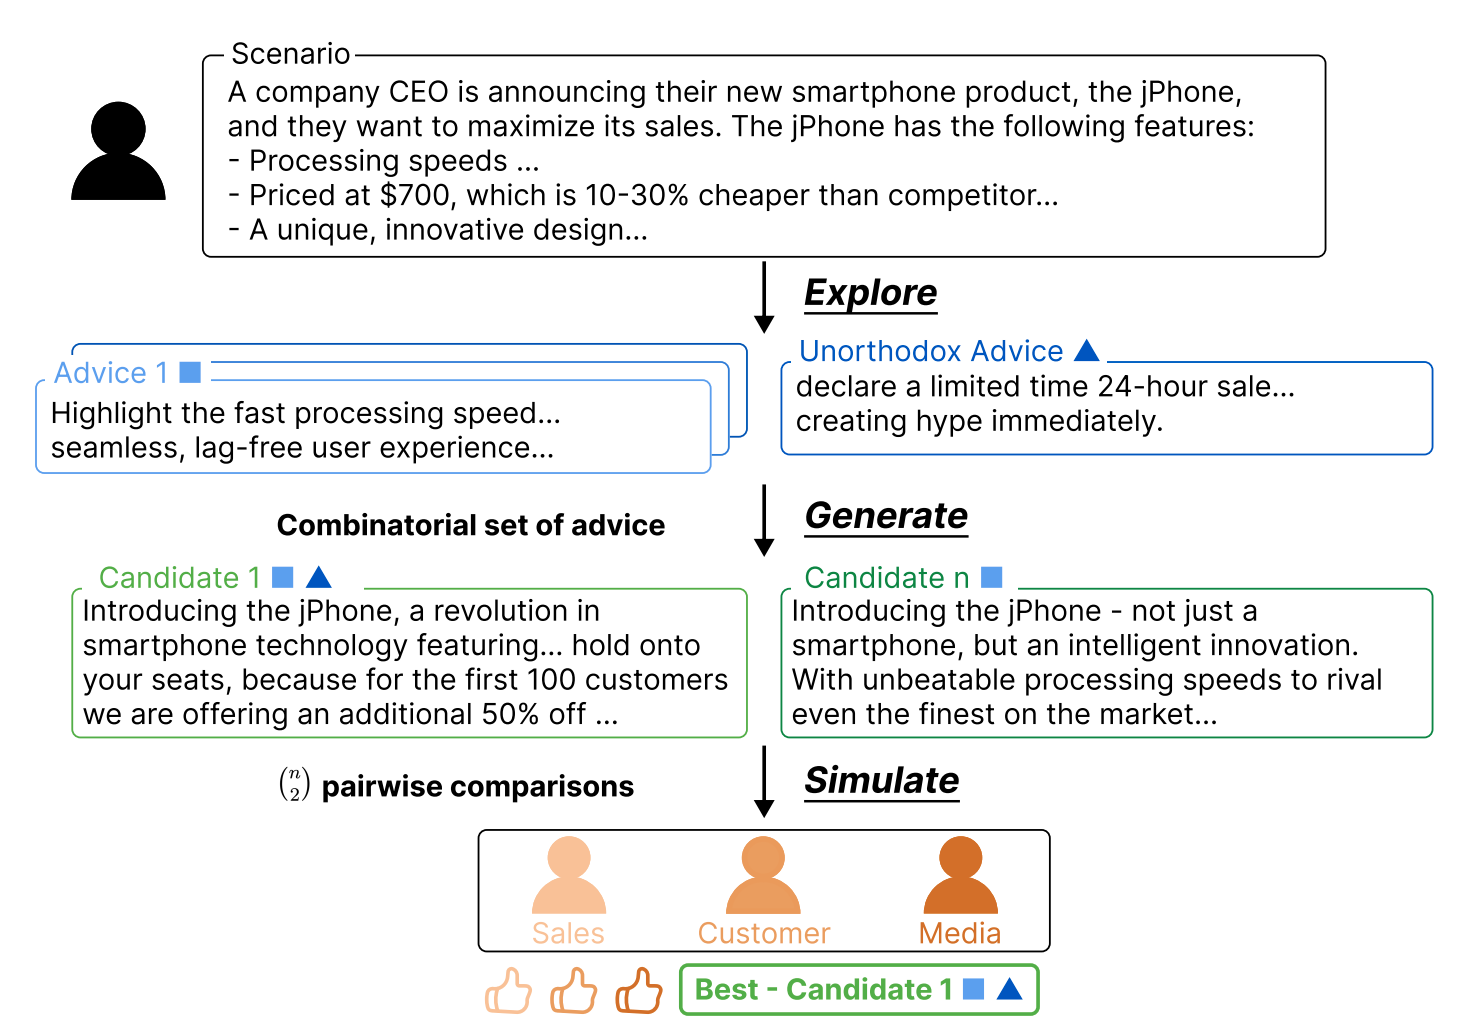 Scenario
A company CEO is announcing their new smartphone product, the jPhone,
and they want to maximize its sales. The jPhone has the following features:
- Processing speeds ...
- Priced at $700, which is 10-30% cheaper than competitor...
- A unique, innovative design...
Explore
Advice 1
Highlight the fast processing speed...
seamless, lag-free user experience...
Unorthodox Advice
declare a limited time 24-hour sale...
creating hype immediately.
Combinatorial set of advice
Generate
Candidate 1
Introducing the jPhone, a revolution in
smartphone technology featuring... hold onto
your seats, because for the first 100 customers
we are offering an additional 50% off ...
Candidate n
Introducing the jPhone - not just a
smartphone, but an intelligent innovation.
With unbeatable processing speeds to rival
even the finest on the market...
(n 2) pairwise comparisons
Simulate
Sales
Customer
Media
Best - Candidate 1